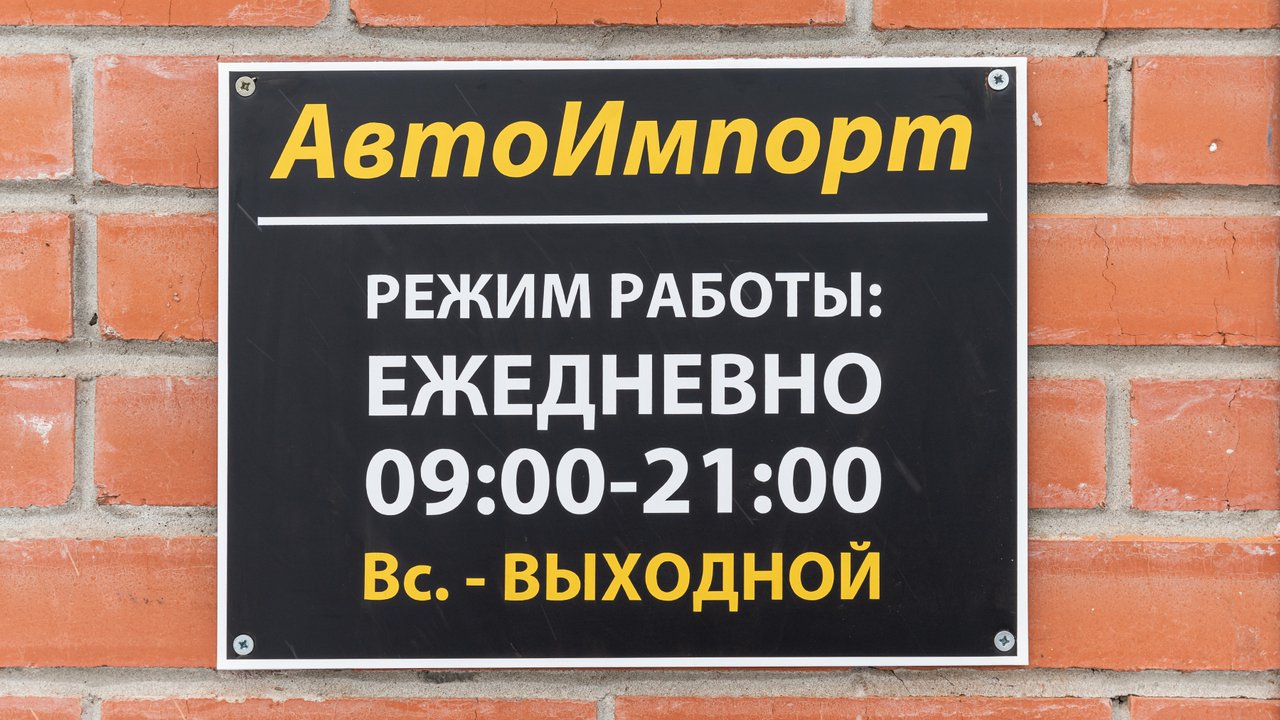 АвтоИмпорт
РЕЖИМ РАБОТЫ:
ЕЖЕДНЕВНО
09:00-21:00
Вс. - ВЫХОДНОЙ